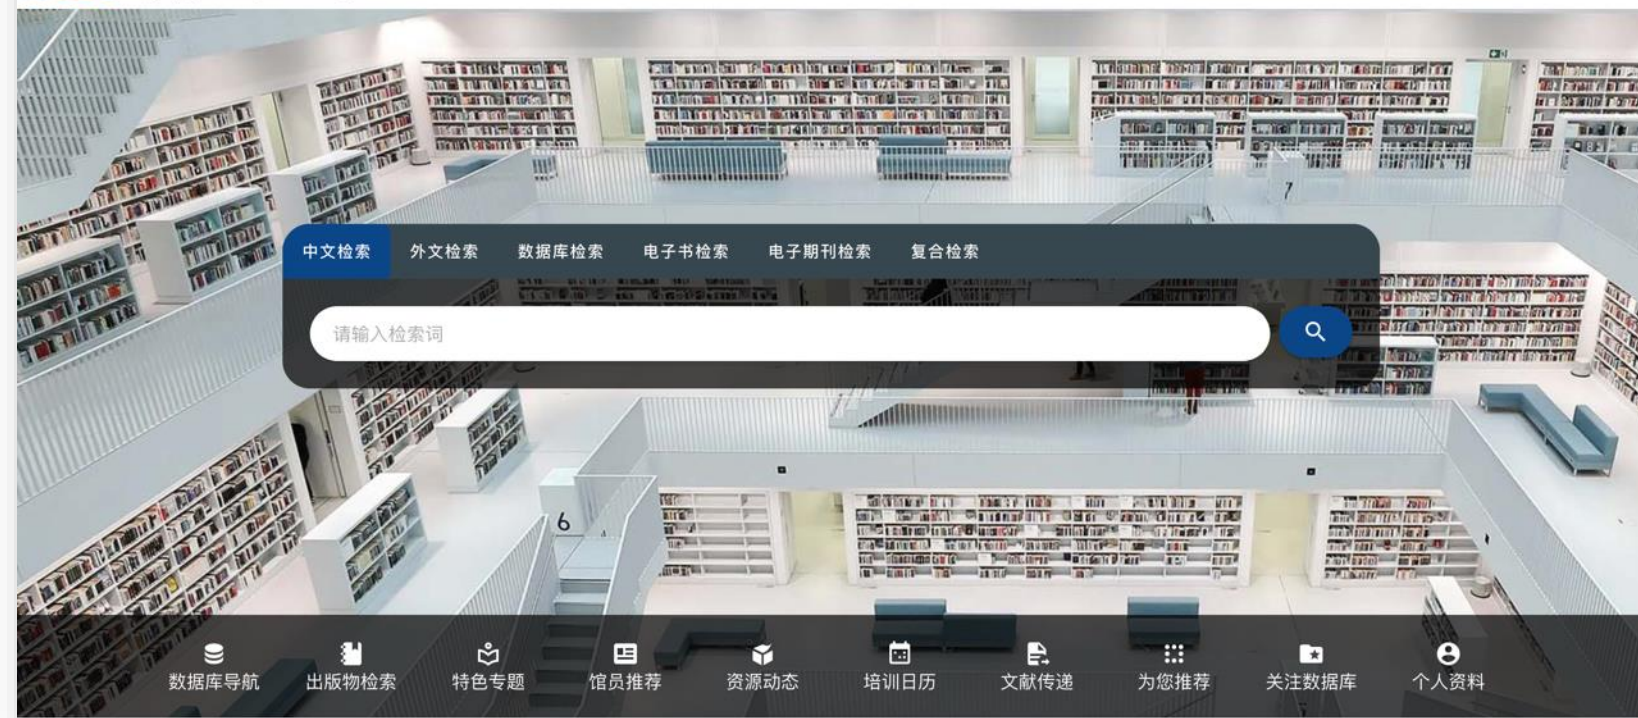 7
中文检索 外文检索 数据库检索 电子书检索 电子期刊检索 复合检索
请输入检索词
6
数据库导航 出版物检索 特色专题 馆员推荐 资源动态 培训日历 文献传递 为您推荐 关注数据库 个人资料